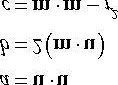 a = u · u
b = 2(m · u)
c = m · m − r²